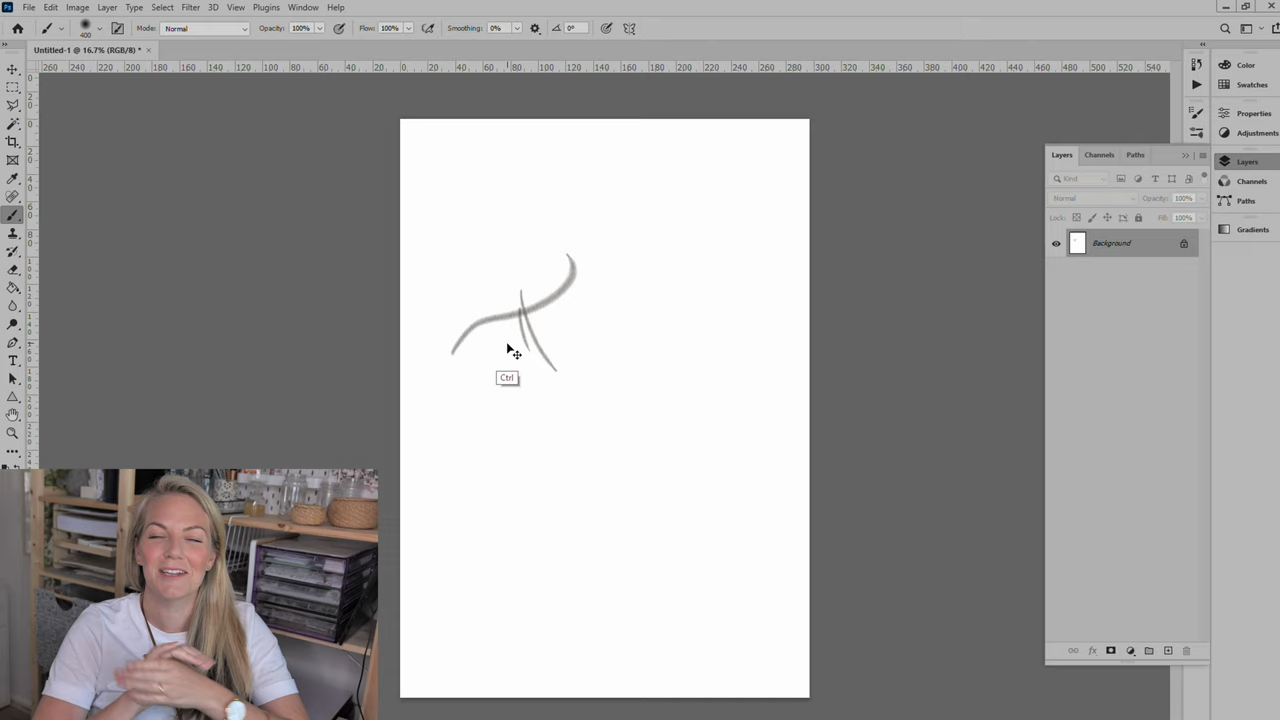 Ps File Edit Image Layer Type Select Filter 3D View Plugins Window Help
400 Mode: Normal Opacity: 100% Flow: 100% Smoothing: 0% 0°
Untitled-1 @ 16.7% (RGB/8) *
260 240 220 200 180 160 140 120 100 80 60 40 20 0 20 40 60 80 100 120 140 160 180 200 220 240 260 280 300 320 340 360 380 400 420 440 460 480 500 520 540
Color
Swatches
Properties
Adjustments
Layers
Channels
Paths
Gradients
Layers Channels Paths
Kind
Normal Opacity: 100%
Lock: Fill: 100%
Background
Ctrl